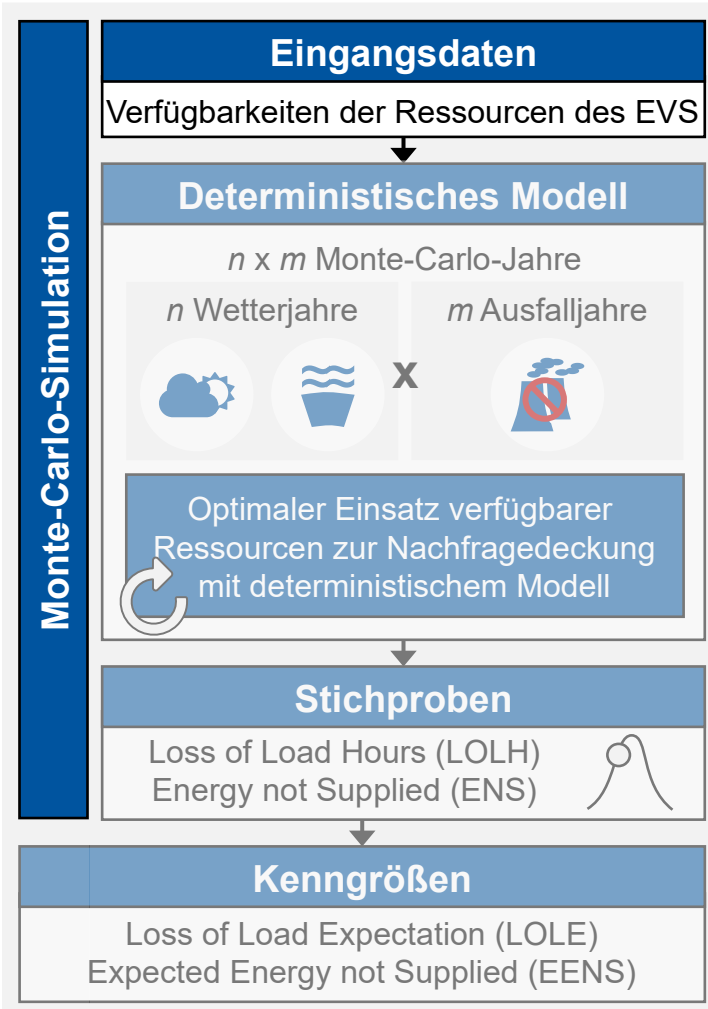 Monte-Carlo-Simulation
Eingangsdaten
Verfügbarkeiten der Ressourcen des EVS
Deterministisches Modell
n x m Monte-Carlo-Jahre
n Wetterjahre
x
m Ausfalljahre
Optimaler Einsatz verfügbarer
Ressourcen zur Nachfragedeckung
mit deterministischem Modell
Stichproben
Loss of Load Hours (LOLH)
Energy not Supplied (ENS)
Kenngrößen
Loss of Load Expectation (LOLE)
Expected Energy not Supplied (EENS)